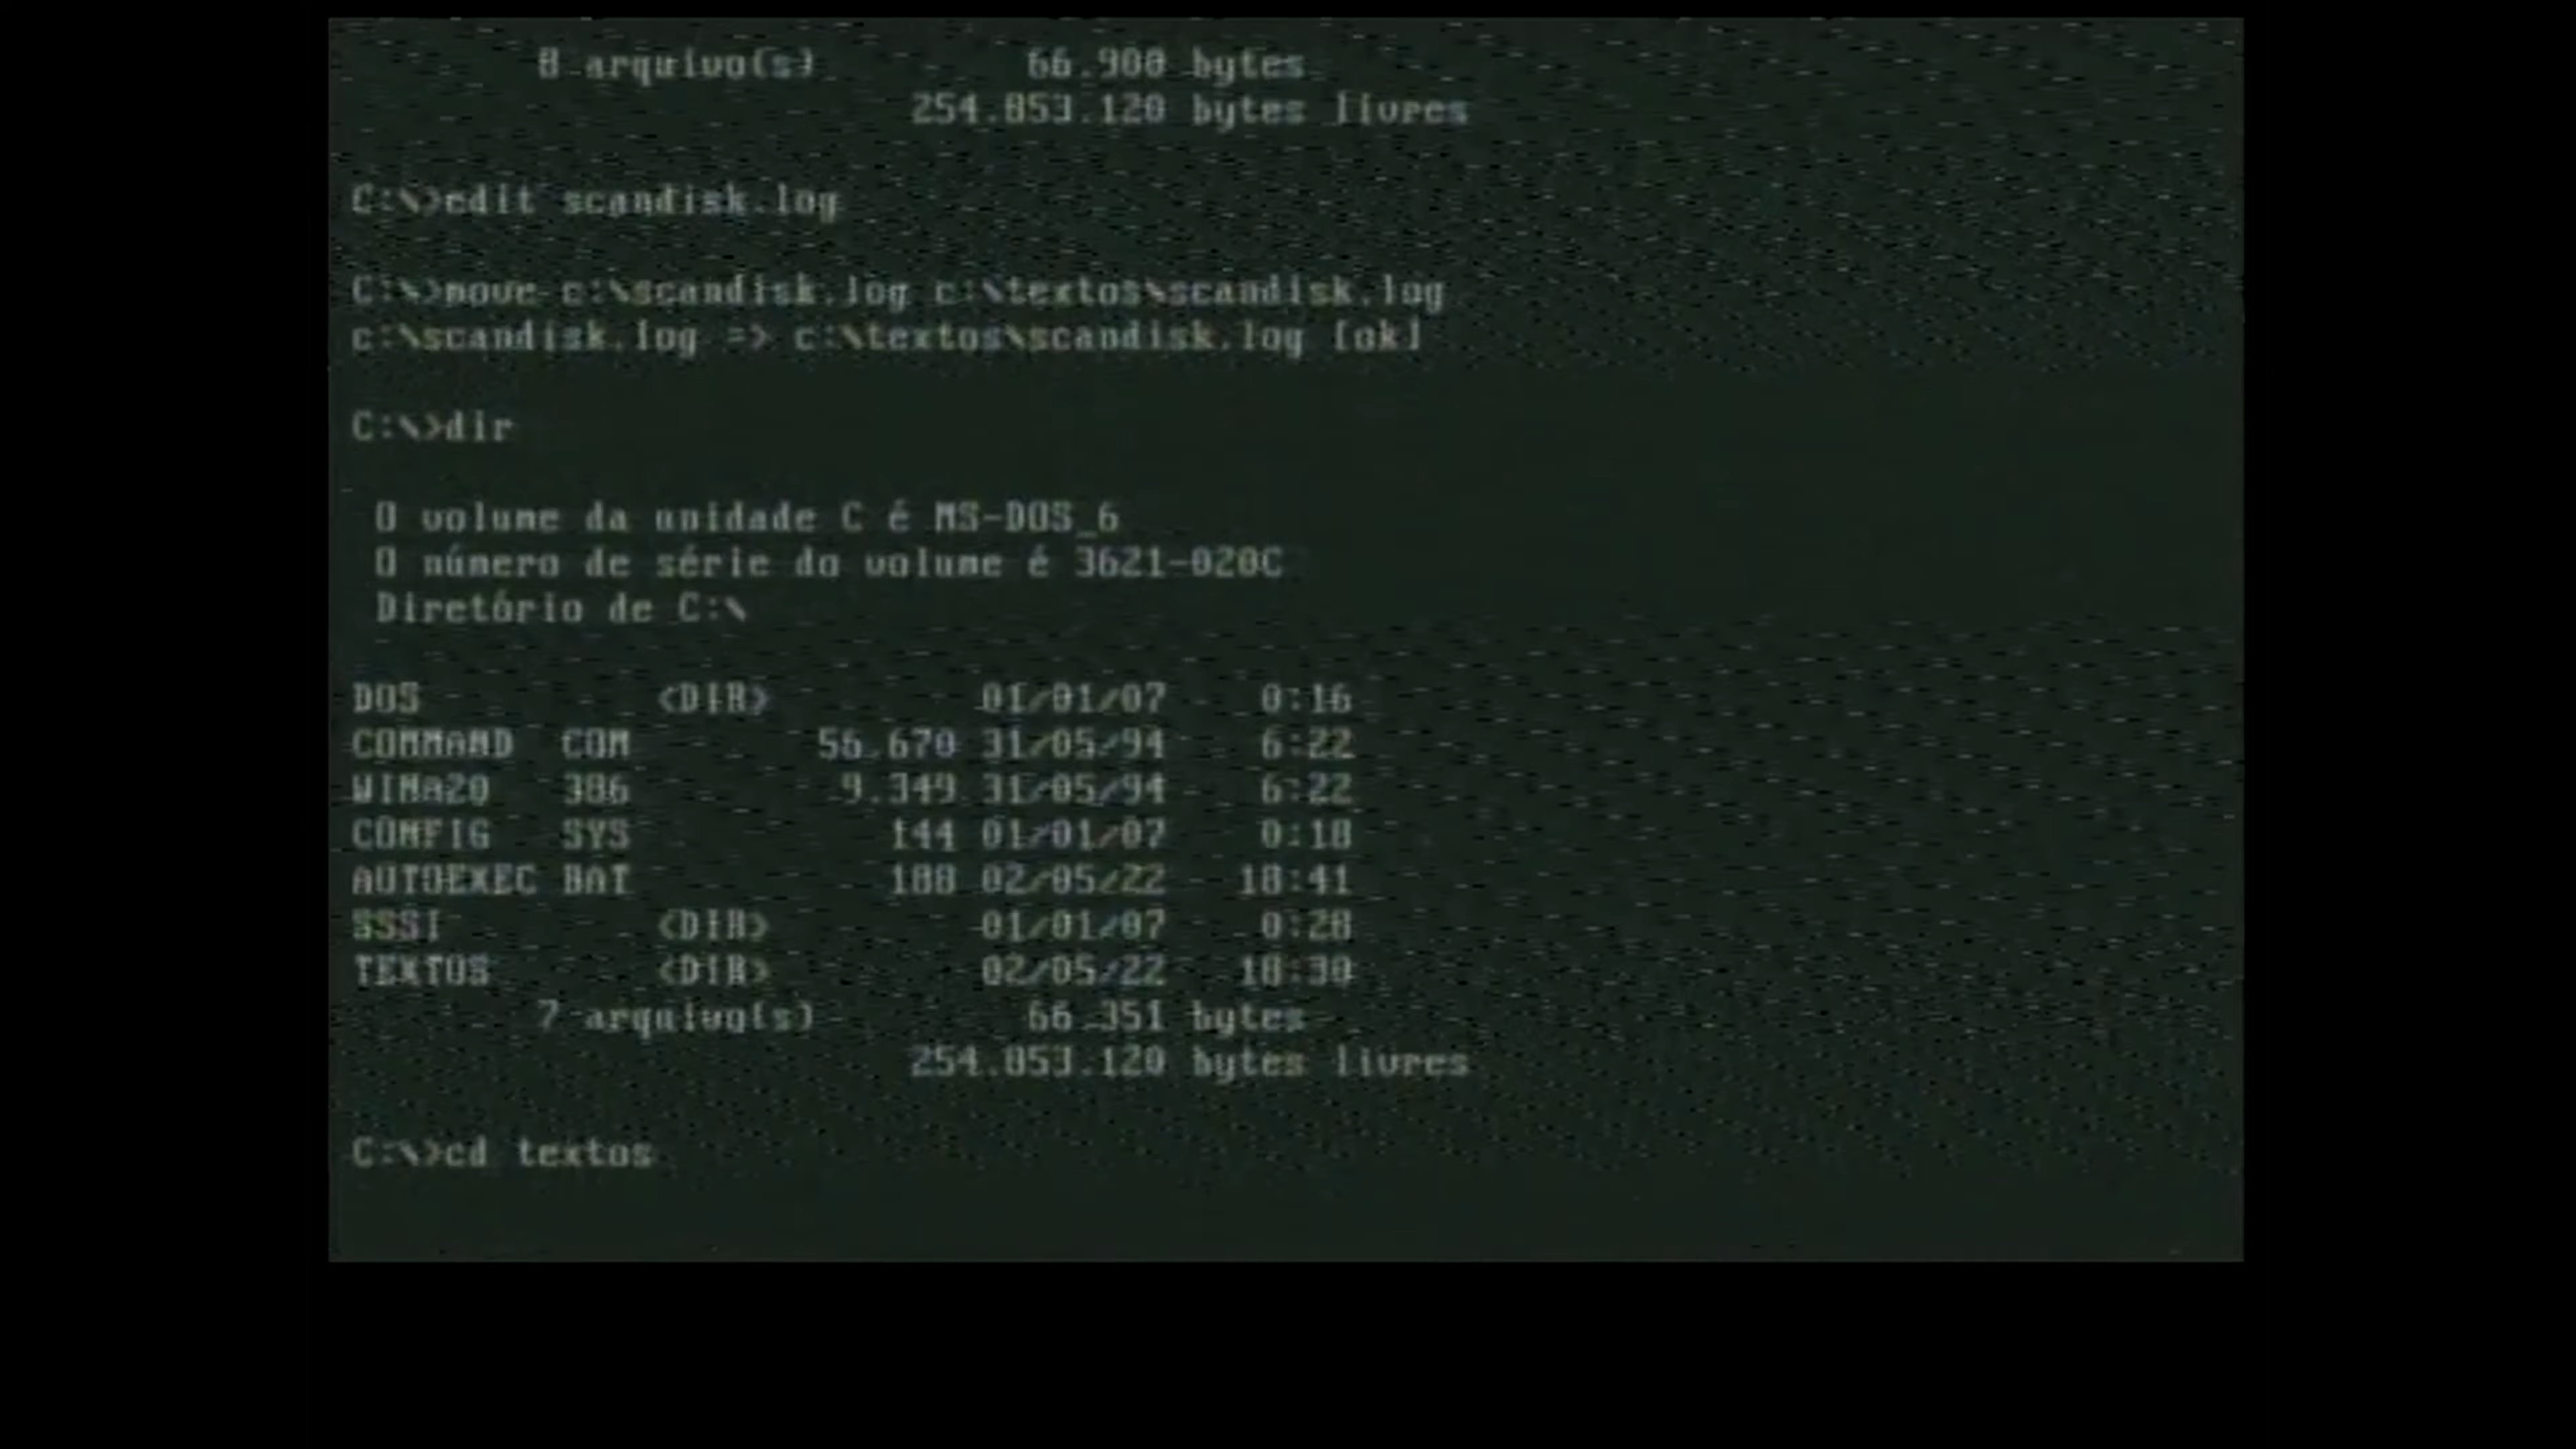 8 arquivo(s) 66.900 bytes
254.853.120 bytes livres
C:\>edit scandisk.log
C:\>move c:\scandisk.log c:\textos\scandisk.log
c:\scandisk.log => c:\textos\scandisk.log [ok]
C:\>dir
O volume da unidade C é MS-DOS_6
O número de série do volume é 3621-020C
Diretório de C:\
DOS <DIR> 01/01/07 0:16
COMMAND COM 56.670 31/05/94 6:22
WINA20 386 9.349 31/05/94 6:22
CONFIG SYS 144 01/01/07 0:18
AUTOEXEC BAT 188 02/05/22 18:41
SSSI <DIR> 01/01/07 0:28
TEXTOS <DIR> 02/05/22 18:30
7 arquivo(s) 66.351 bytes
254.853.120 bytes livres
C:\>cd textos